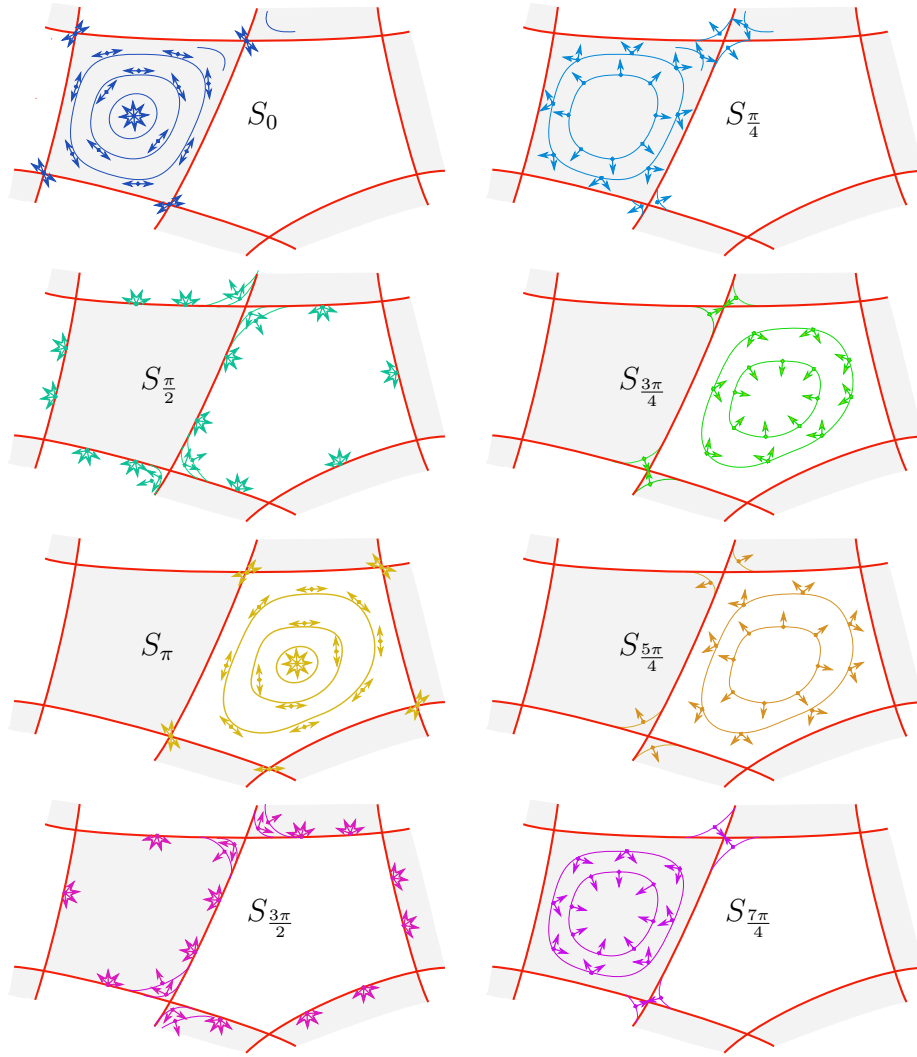 $S_0$
$S_{\frac{\pi}{4}}$
$S_{\frac{\pi}{2}}$
$S_{\frac{3\pi}{4}}$
$S_\pi$
$S_{\frac{5\pi}{4}}$
$S_{\frac{3\pi}{2}}$
$S_{\frac{7\pi}{4}}$